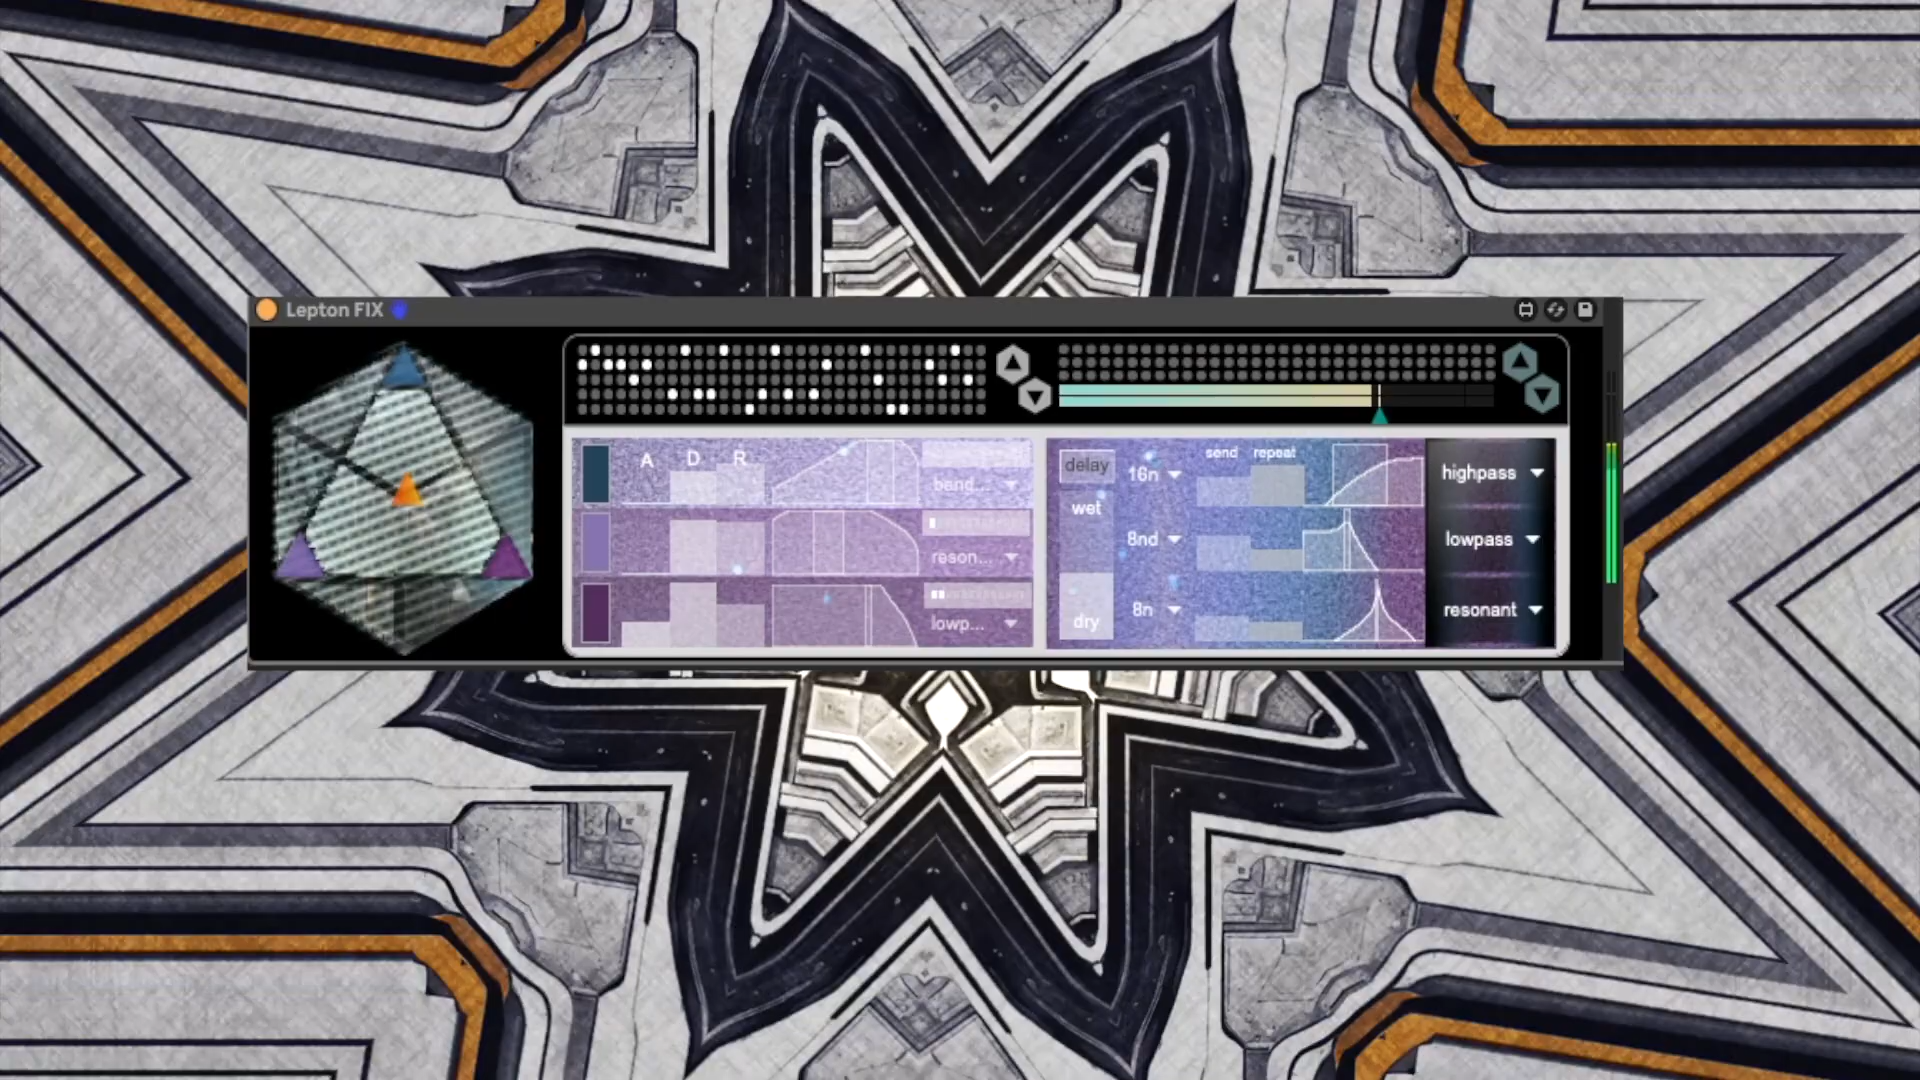 Lepton FIX
A D R
band...
reson...
lowp...
delay
wet
dry
16n
8nd
8n
send repeat
highpass
lowpass
resonant